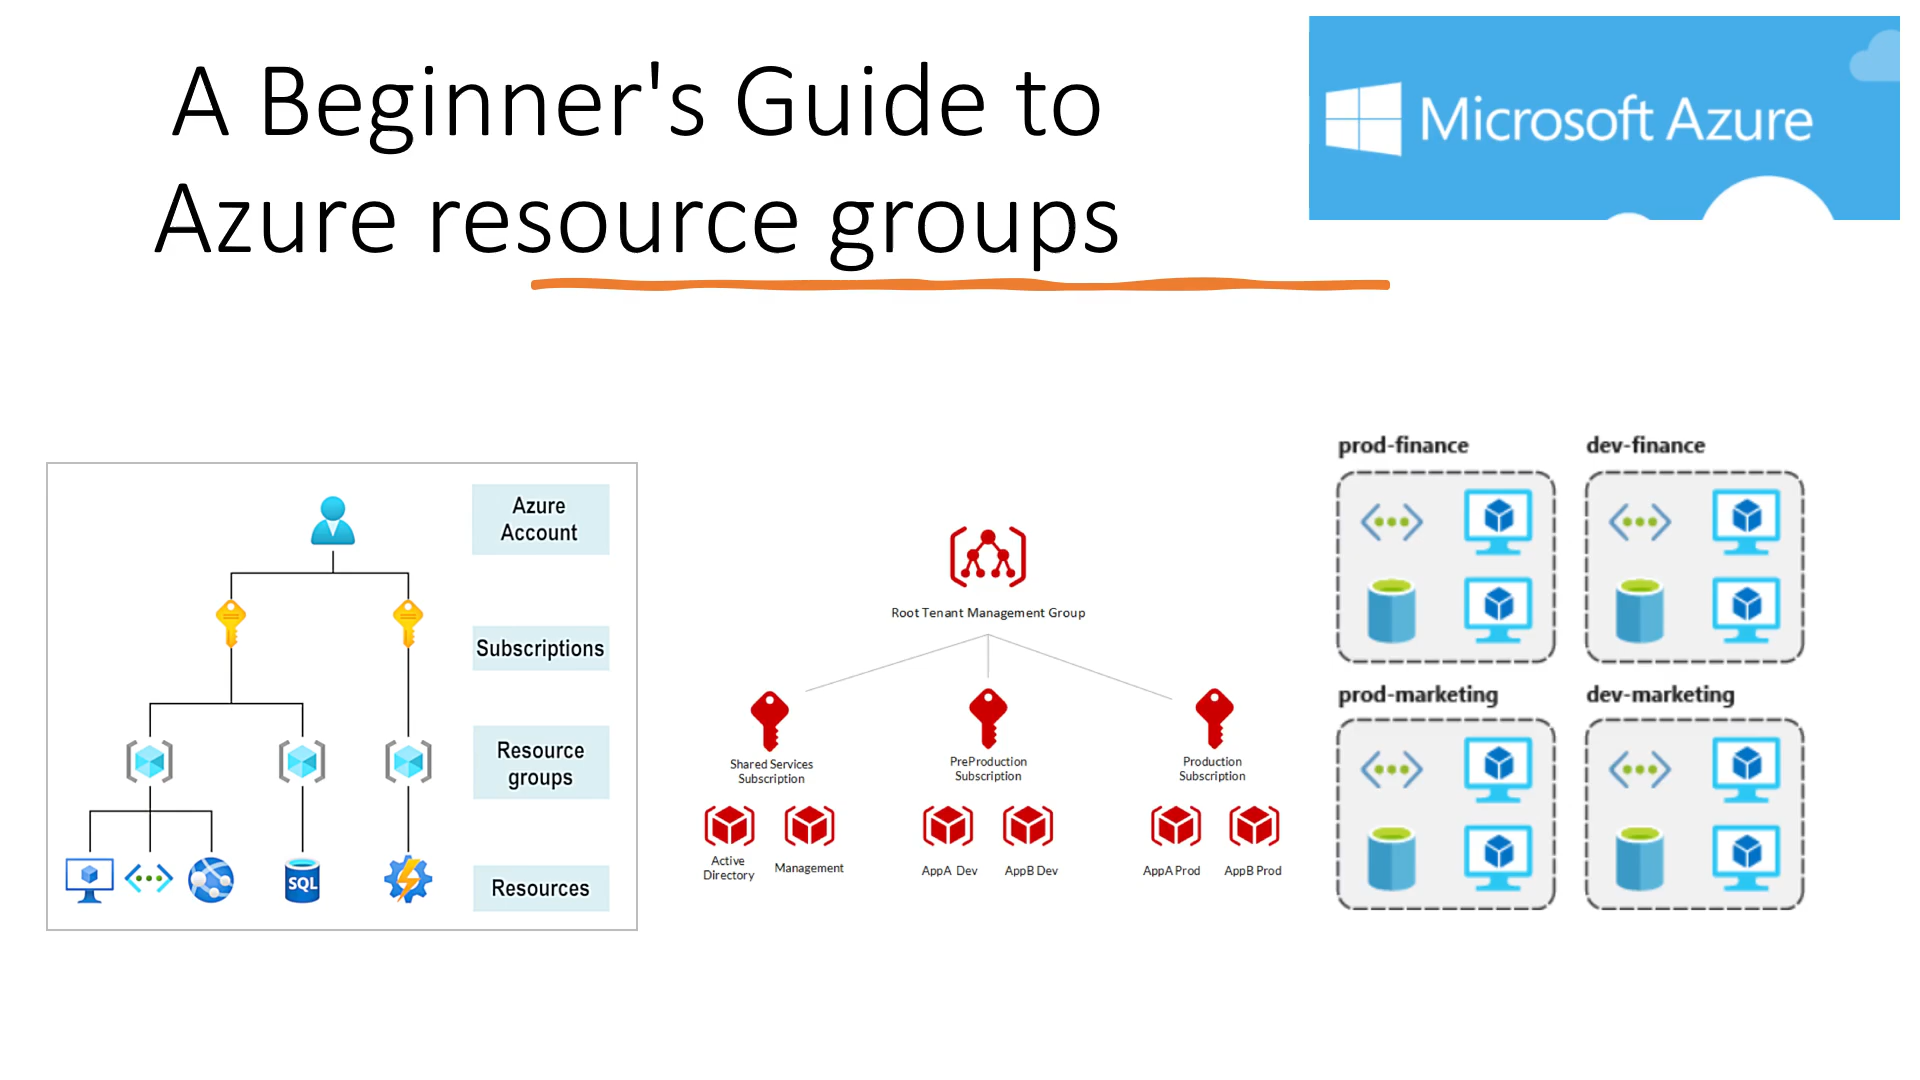 A Beginner's Guide to
Azure resource groups
Microsoft Azure
Azure
Account
Subscriptions
Resource
groups
Resources
SQL
Root Tenant Management Group
Shared Services
Subscription
PreProduction
Subscription
Production
Subscription
Active
Directory
Management
AppA Dev
AppB Dev
AppA Prod
AppB Prod
prod-finance
dev-finance
prod-marketing
dev-marketing